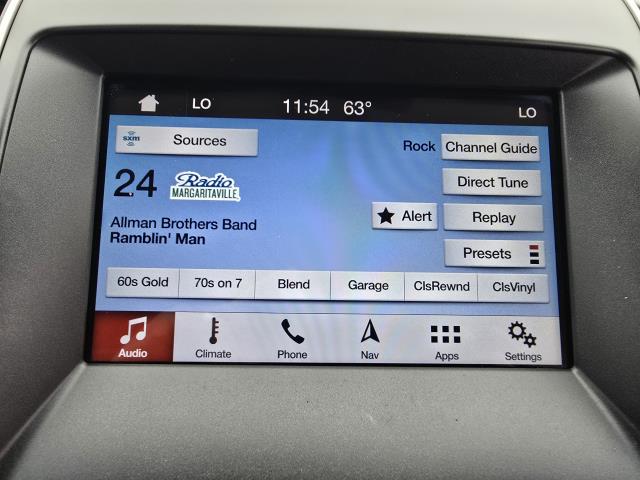 LO 11:54 63° LO
sxm Sources
Rock Channel Guide
24 Radio MARGARITAVILLE
Direct Tune
Allman Brothers Band
Ramblin' Man
Alert Replay
Presets
60s Gold 70s on 7 Blend Garage ClsRewnd ClsVinyl
Audio Climate Phone Nav Apps Settings